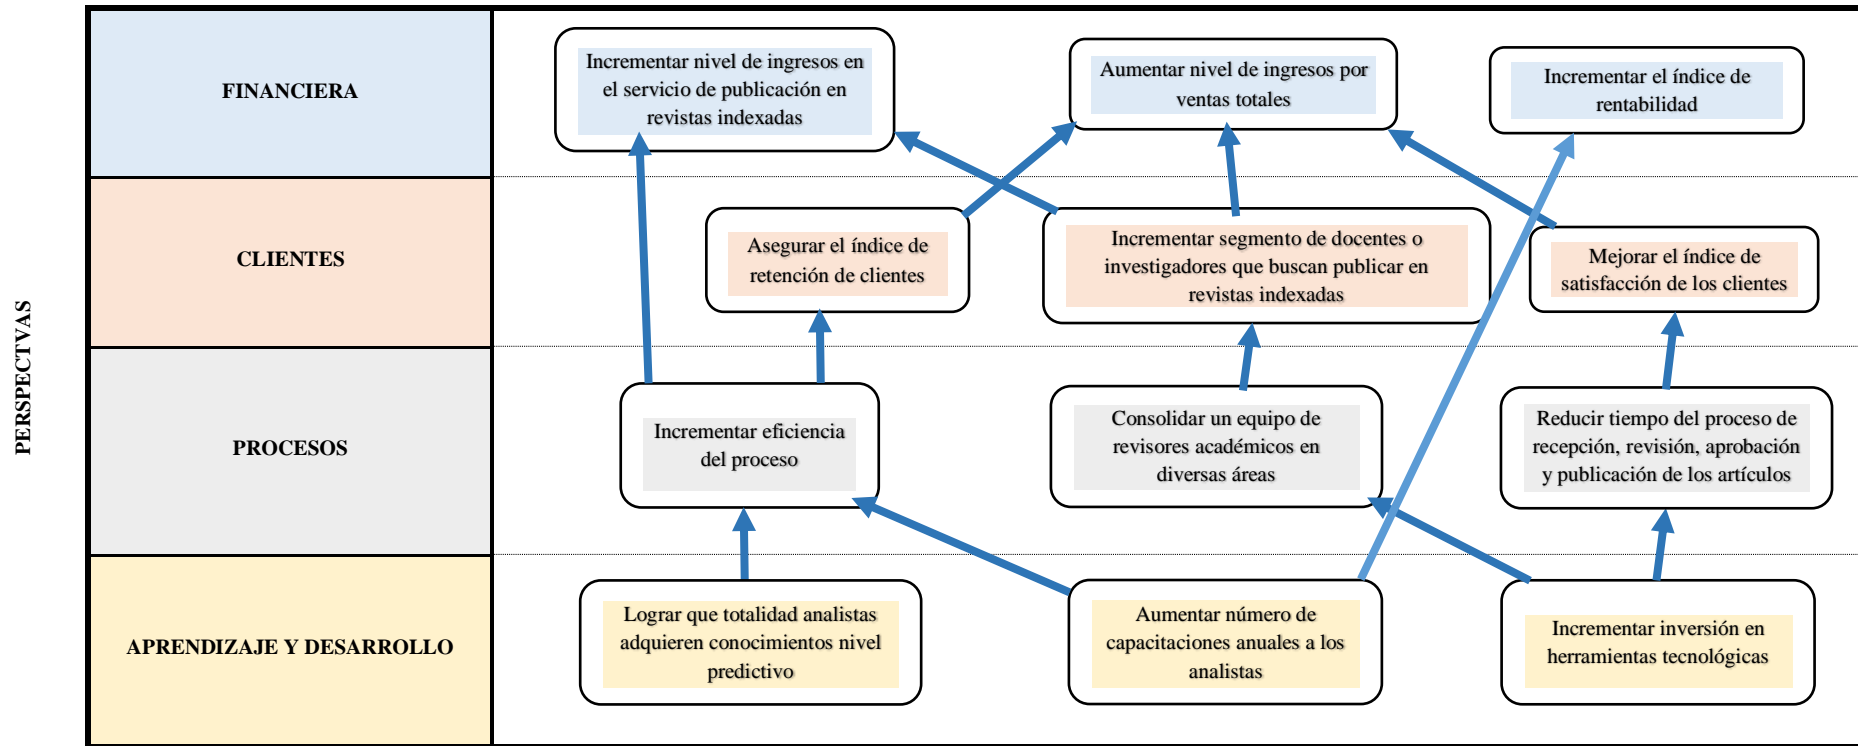 PERSPECTVAS
FINANCIERA
Incrementar nivel de ingresos en
el servicio de publicación en
revistas indexadas
Aumentar nivel de ingresos por
ventas totales
Incrementar el índice de
rentabilidad
CLIENTES
Asegurar el índice de
retención de clientes
Incrementar segmento de docentes o
investigadores que buscan publicar en
revistas indexadas
Mejorar el índice de
satisfacción de los clientes
PROCESOS
Incrementar eficiencia
del proceso
Consolidar un equipo de
revisores académicos en
diversas áreas
Reducir tiempo del proceso de
recepción, revisión, aprobación
y publicación de los artículos
APRENDIZAJE Y DESARROLLO
Lograr que totalidad analistas
adquieren conocimientos nivel
predictivo
Aumentar número de
capacitaciones anuales a los
analistas
Incrementar inversión en
herramientas tecnológicas